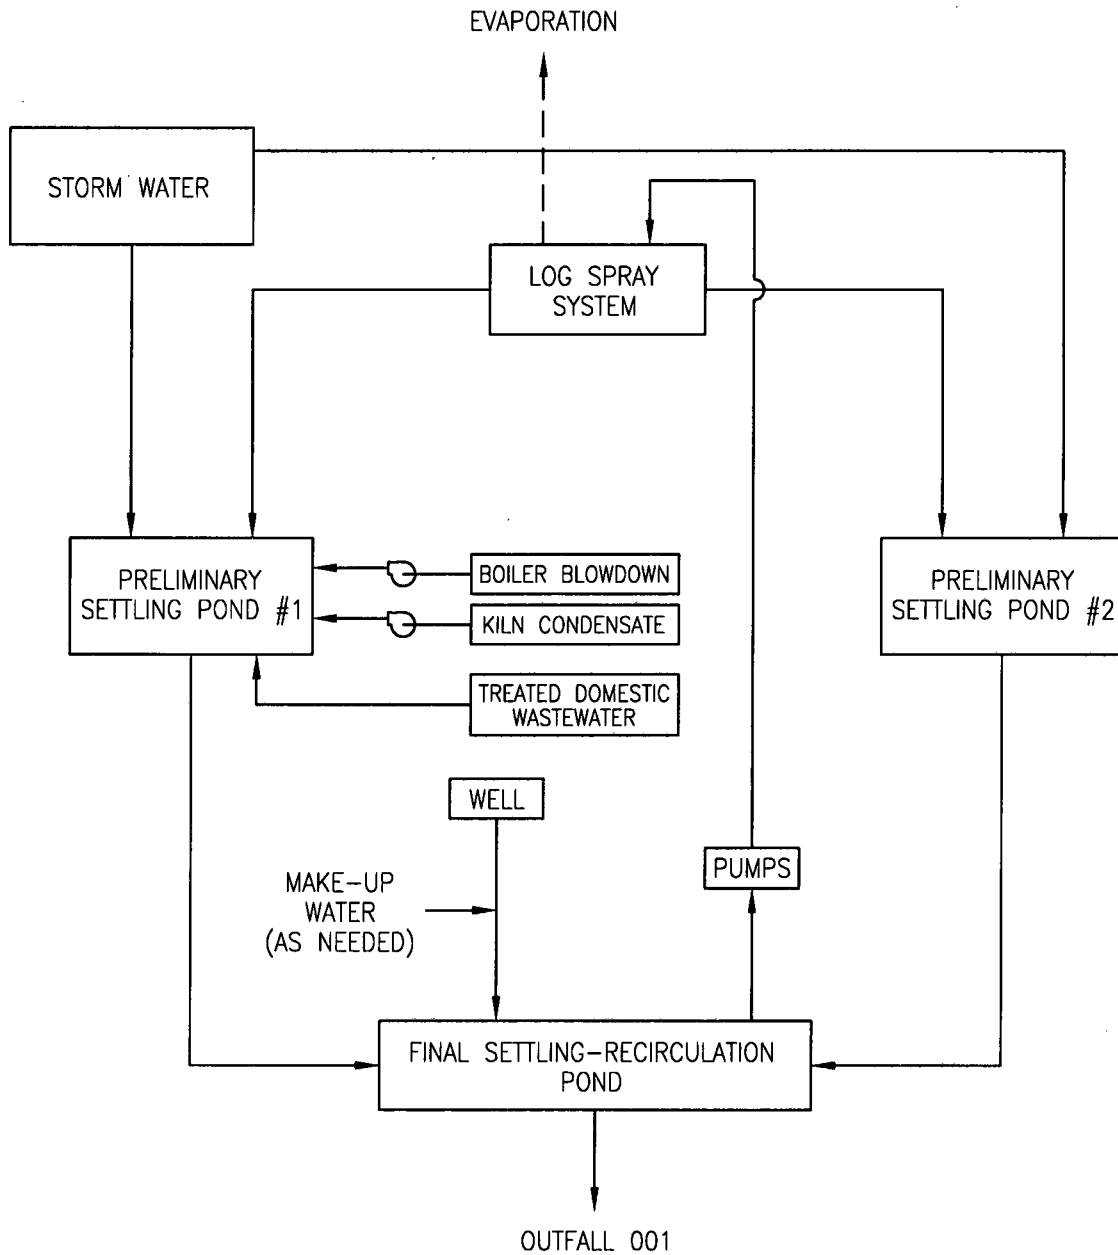 EVAPORATION
STORM WATER
LOG SPRAY
SYSTEM
PRELIMINARY
SETTLING POND #1
BOILER BLOWDOWN
KILN CONDENSATE
TREATED DOMESTIC
WASTEWATER
PRELIMINARY
SETTLING POND #2
WELL
MAKE-UP
WATER
(AS NEEDED)
PUMPS
FINAL SETTLING-RECIRCULATION
POND
OUTFALL 001